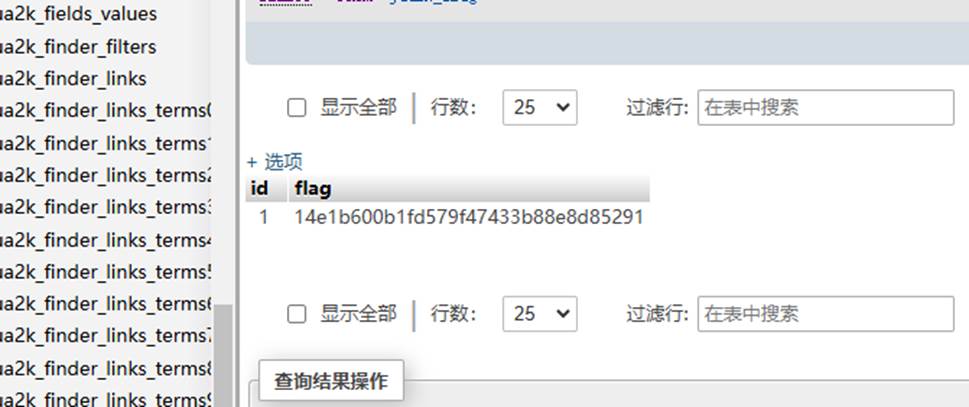 ua2k_fields_values
ua2k_finder_filters
ua2k_finder_links
ua2k_finder_links_terms0
ua2k_finder_links_terms1
ua2k_finder_links_terms2
ua2k_finder_links_terms3
ua2k_finder_links_terms4
ua2k_finder_links_terms5
ua2k_finder_links_terms6
ua2k_finder_links_terms7
ua2k_finder_links_terms8
ua2k_finder_links_terms9
显示全部 行数： 25 过滤行: 在表中搜索
+ 选项
id flag
1 14e1b600b1fd579f47433b88e8d85291
显示全部 行数： 25 过滤行: 在表中搜索
查询结果操作